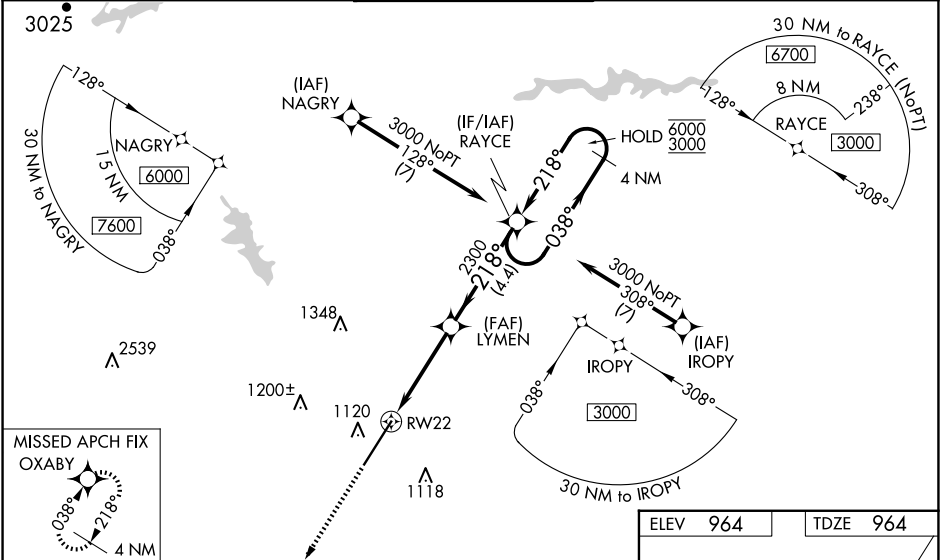 3025
128°
NAGRY
15 NM
6000
7600
30 NM to NAGRY
038°
(IAF)
NAGRY
3000 NoPT
128°
(7)
(IF/IAF)
RAYCE
HOLD 6000
3000
4 NM
218°
038°
30 NM to RAYCE (NoPT)
6700
8 NM
128°
238°
RAYCE
3000
308°
2300
218°
(4.4)
3000 NoPT
308°
(7)
(IAF)
IROPY
(FAF)
LYMEN
1348
2539
1200±
1120
RW22
1118
IROPY
038°
308°
3000
30 NM to IROPY
MISSED APCH FIX
OXABY
038°
218°
4 NM
ELEV 964
TDZE 964